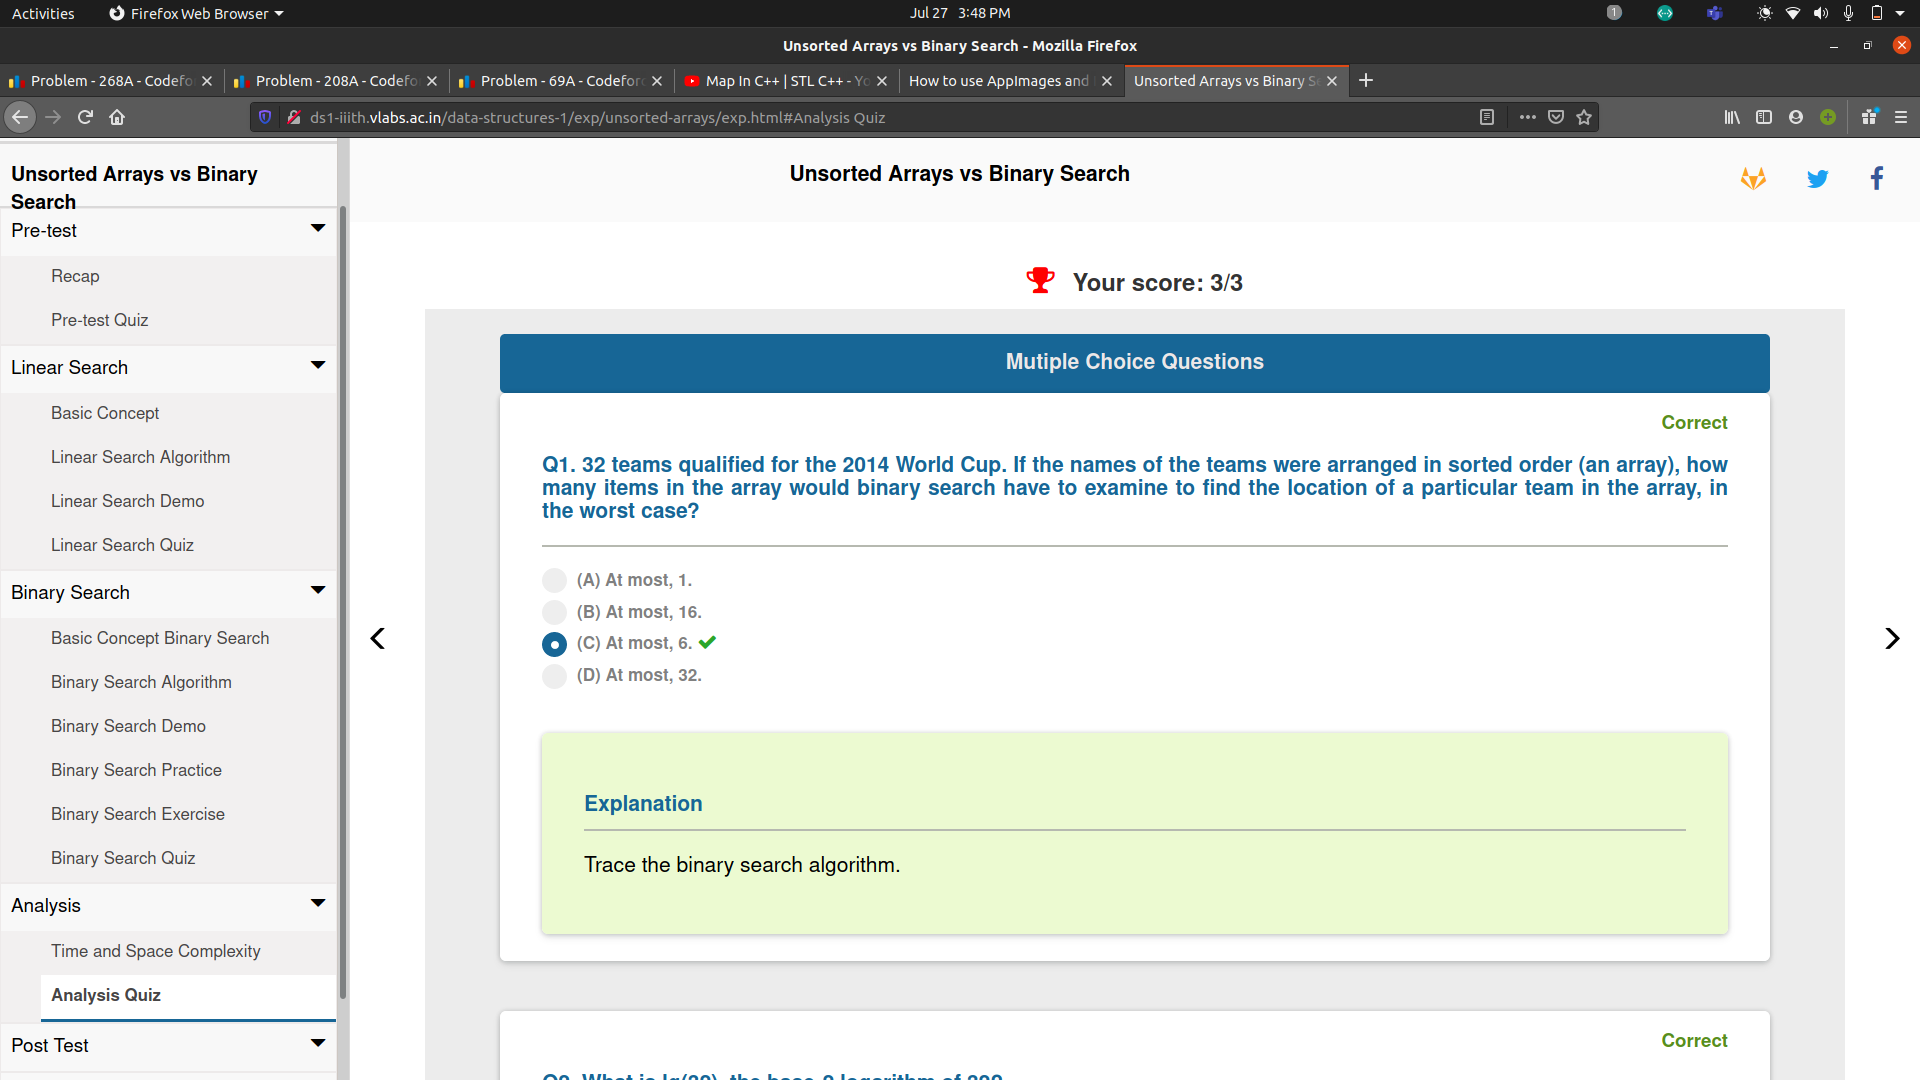 Activities
Firefox Web Browser
Jul 27 3:48 PM
1
Unsorted Arrays vs Binary Search - Mozilla Firefox
Problem - 268A - Codefo
Problem - 208A - Codefo
Problem - 69A - Codefor
Map In C++ | STL C++ - Yo
How to use AppImages and
Unsorted Arrays vs Binary S
ds1-iiith.vlabs.ac.in/data-structures-1/exp/unsorted-arrays/exp.html#Analysis Quiz
Unsorted Arrays vs Binary
Search
Pre-test
Recap
Pre-test Quiz
Linear Search
Basic Concept
Linear Search Algorithm
Linear Search Demo
Linear Search Quiz
Binary Search
Basic Concept Binary Search
Binary Search Algorithm
Binary Search Demo
Binary Search Practice
Binary Search Exercise
Binary Search Quiz
Analysis
Time and Space Complexity
Analysis Quiz
Post Test
Unsorted Arrays vs Binary Search
Your score: 3/3
Mutiple Choice Questions
Correct
Q1. 32 teams qualified for the 2014 World Cup. If the names of the teams were arranged in sorted order (an array), how
many items in the array would binary search have to examine to find the location of a particular team in the array, in
the worst case?
(A) At most, 1.
(B) At most, 16.
(C) At most, 6.
(D) At most, 32.
Explanation
Trace the binary search algorithm.
Correct